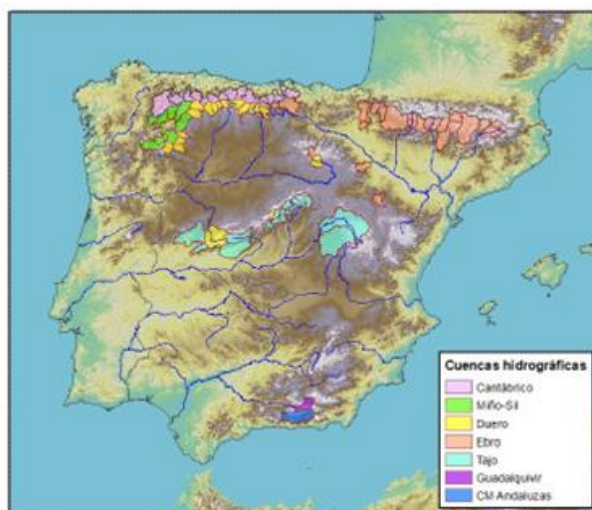 Cuencas hidrográficas
Cantábrico
Miño-Sil
Duero
Ebro
Tajo
Guadalquivir
CM Andaluzas